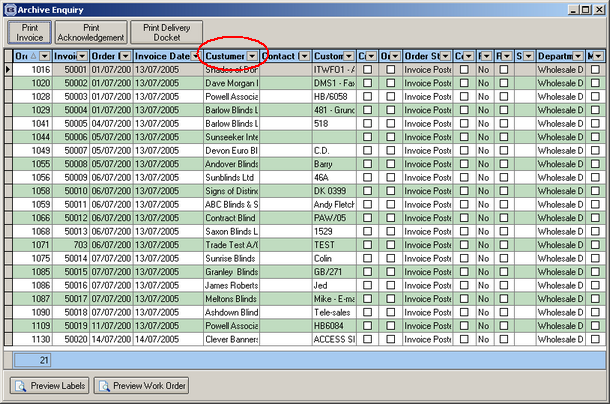 Archive Enquiry
Print Invoice Print Acknowledgement Print Delivery Docket
Or Invoic Order I Invoice Date Customer Contact Custom C Or Order St C F F S Departm M
1016 50001 01/07/200 13/07/2005 Shades of Dor ITWF01 - A Invoice Poste No Wholesale D
1020 50002 01/07/200 13/07/2005 Dave Morgan I DMS1 - Fax Invoice Poste No Wholesale D
1028 50003 01/07/200 13/07/2005 Powell Associa HB/6058 Invoice Poste No Wholesale D
1029 50004 01/07/200 13/07/2005 Barlow Blinds L 481 - Grunc Invoice Poste No Wholesale D
1041 50005 04/07/200 13/07/2005 Barlow Blinds L 518 Invoice Poste No Wholesale D
1044 50006 05/07/200 13/07/2005 Sunseeker Inte Invoice Poste No Wholesale D
1049 50007 05/07/200 13/07/2005 Devon Euro Bl C.D. Invoice Poste No Wholesale D
1055 50008 05/07/200 13/07/2005 Andover Blinds Barry Invoice Poste No Wholesale D
1056 50009 06/07/200 13/07/2005 Sunblinds Ltd 46A Invoice Poste No Wholesale D
1058 50010 06/07/200 13/07/2005 Signs of Distinc DK 0399 Invoice Poste No Wholesale D
1059 50011 06/07/200 13/07/2005 ABC Blinds & S Andy Fletch Invoice Poste No Wholesale D
1066 50012 06/07/200 13/07/2005 Contract Blind PAW/05 Invoice Poste No Wholesale D
1068 50013 06/07/200 13/07/2005 Saxon Blinds L 1529 Invoice Poste No Wholesale D
1071 703 06/07/200 13/07/2005 Trade Test A/C TEST Invoice Poste No Wholesale D
1075 50014 07/07/200 13/07/2005 Sunrise Blinds Colin Invoice Poste No Wholesale D
1085 50015 07/07/200 13/07/2005 Granley Blinds GB/271 Invoice Poste No Wholesale D
1086 50016 07/07/200 13/07/2005 James Roberts Jed Invoice Poste No Wholesale D
1087 50017 07/07/200 13/07/2005 Meltons Blinds Mike - E-ma Invoice Poste No Wholesale D
1090 50018 07/07/200 13/07/2005 Ashdown Blind Tele-sales Invoice Poste No Wholesale D
1109 50019 11/07/200 13/07/2005 Powell Associa HB6084 Invoice Poste No Wholesale D
1130 50020 14/07/200 14/07/2005 Clever Banners ACCESS SI Invoice Poste No Wholesale D
21
Preview Labels Preview Work Order